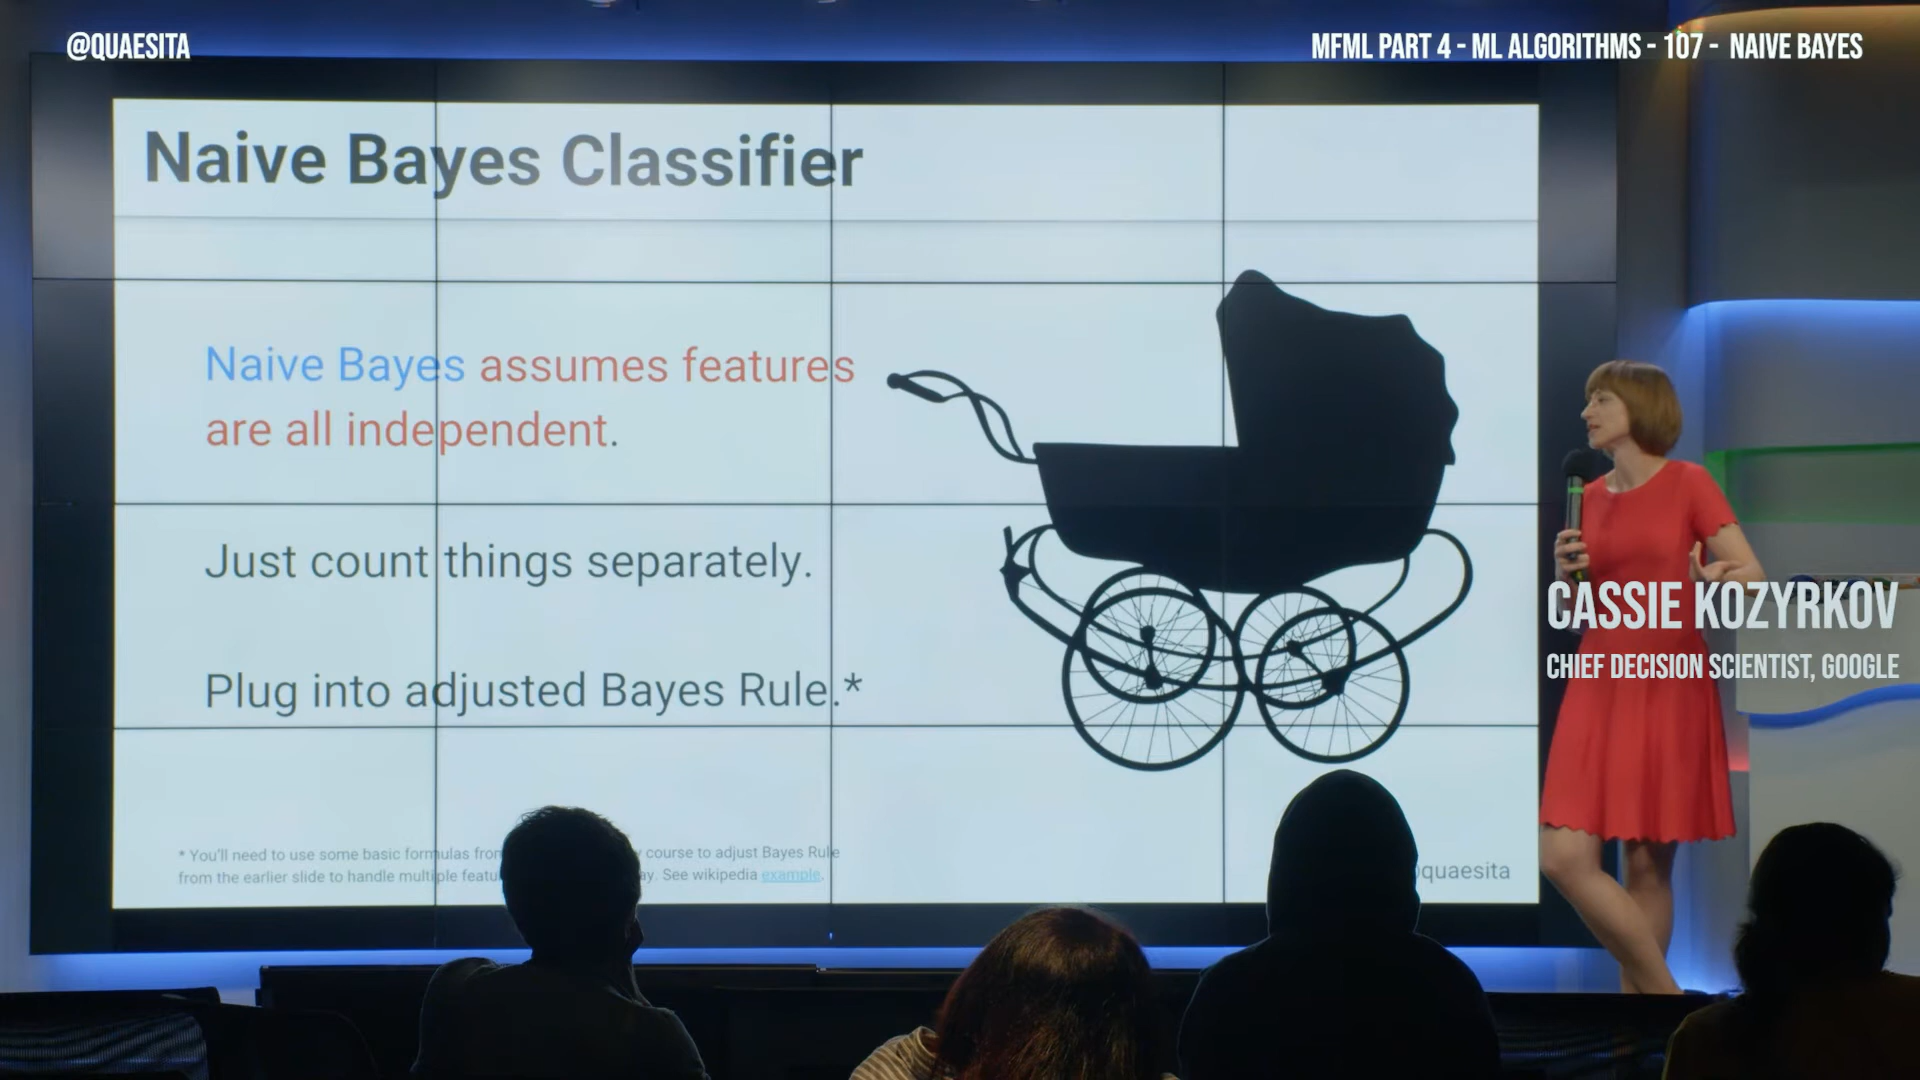 @QUAESITA
MFML PART 4 - ML ALGORITHMS - 107 - NAIVE BAYES
Naive Bayes Classifier
Naive Bayes assumes features
are all independent.
Just count things separately.
Plug into adjusted Bayes Rule.*
* You'll need to use some basic formulas from course to adjust Bayes Rule
from the earlier slide to handle multiple See wikipedia example.
quaesita
CASSIE KOZYRKOV
CHIEF DECISION SCIENTIST, GOOGLE